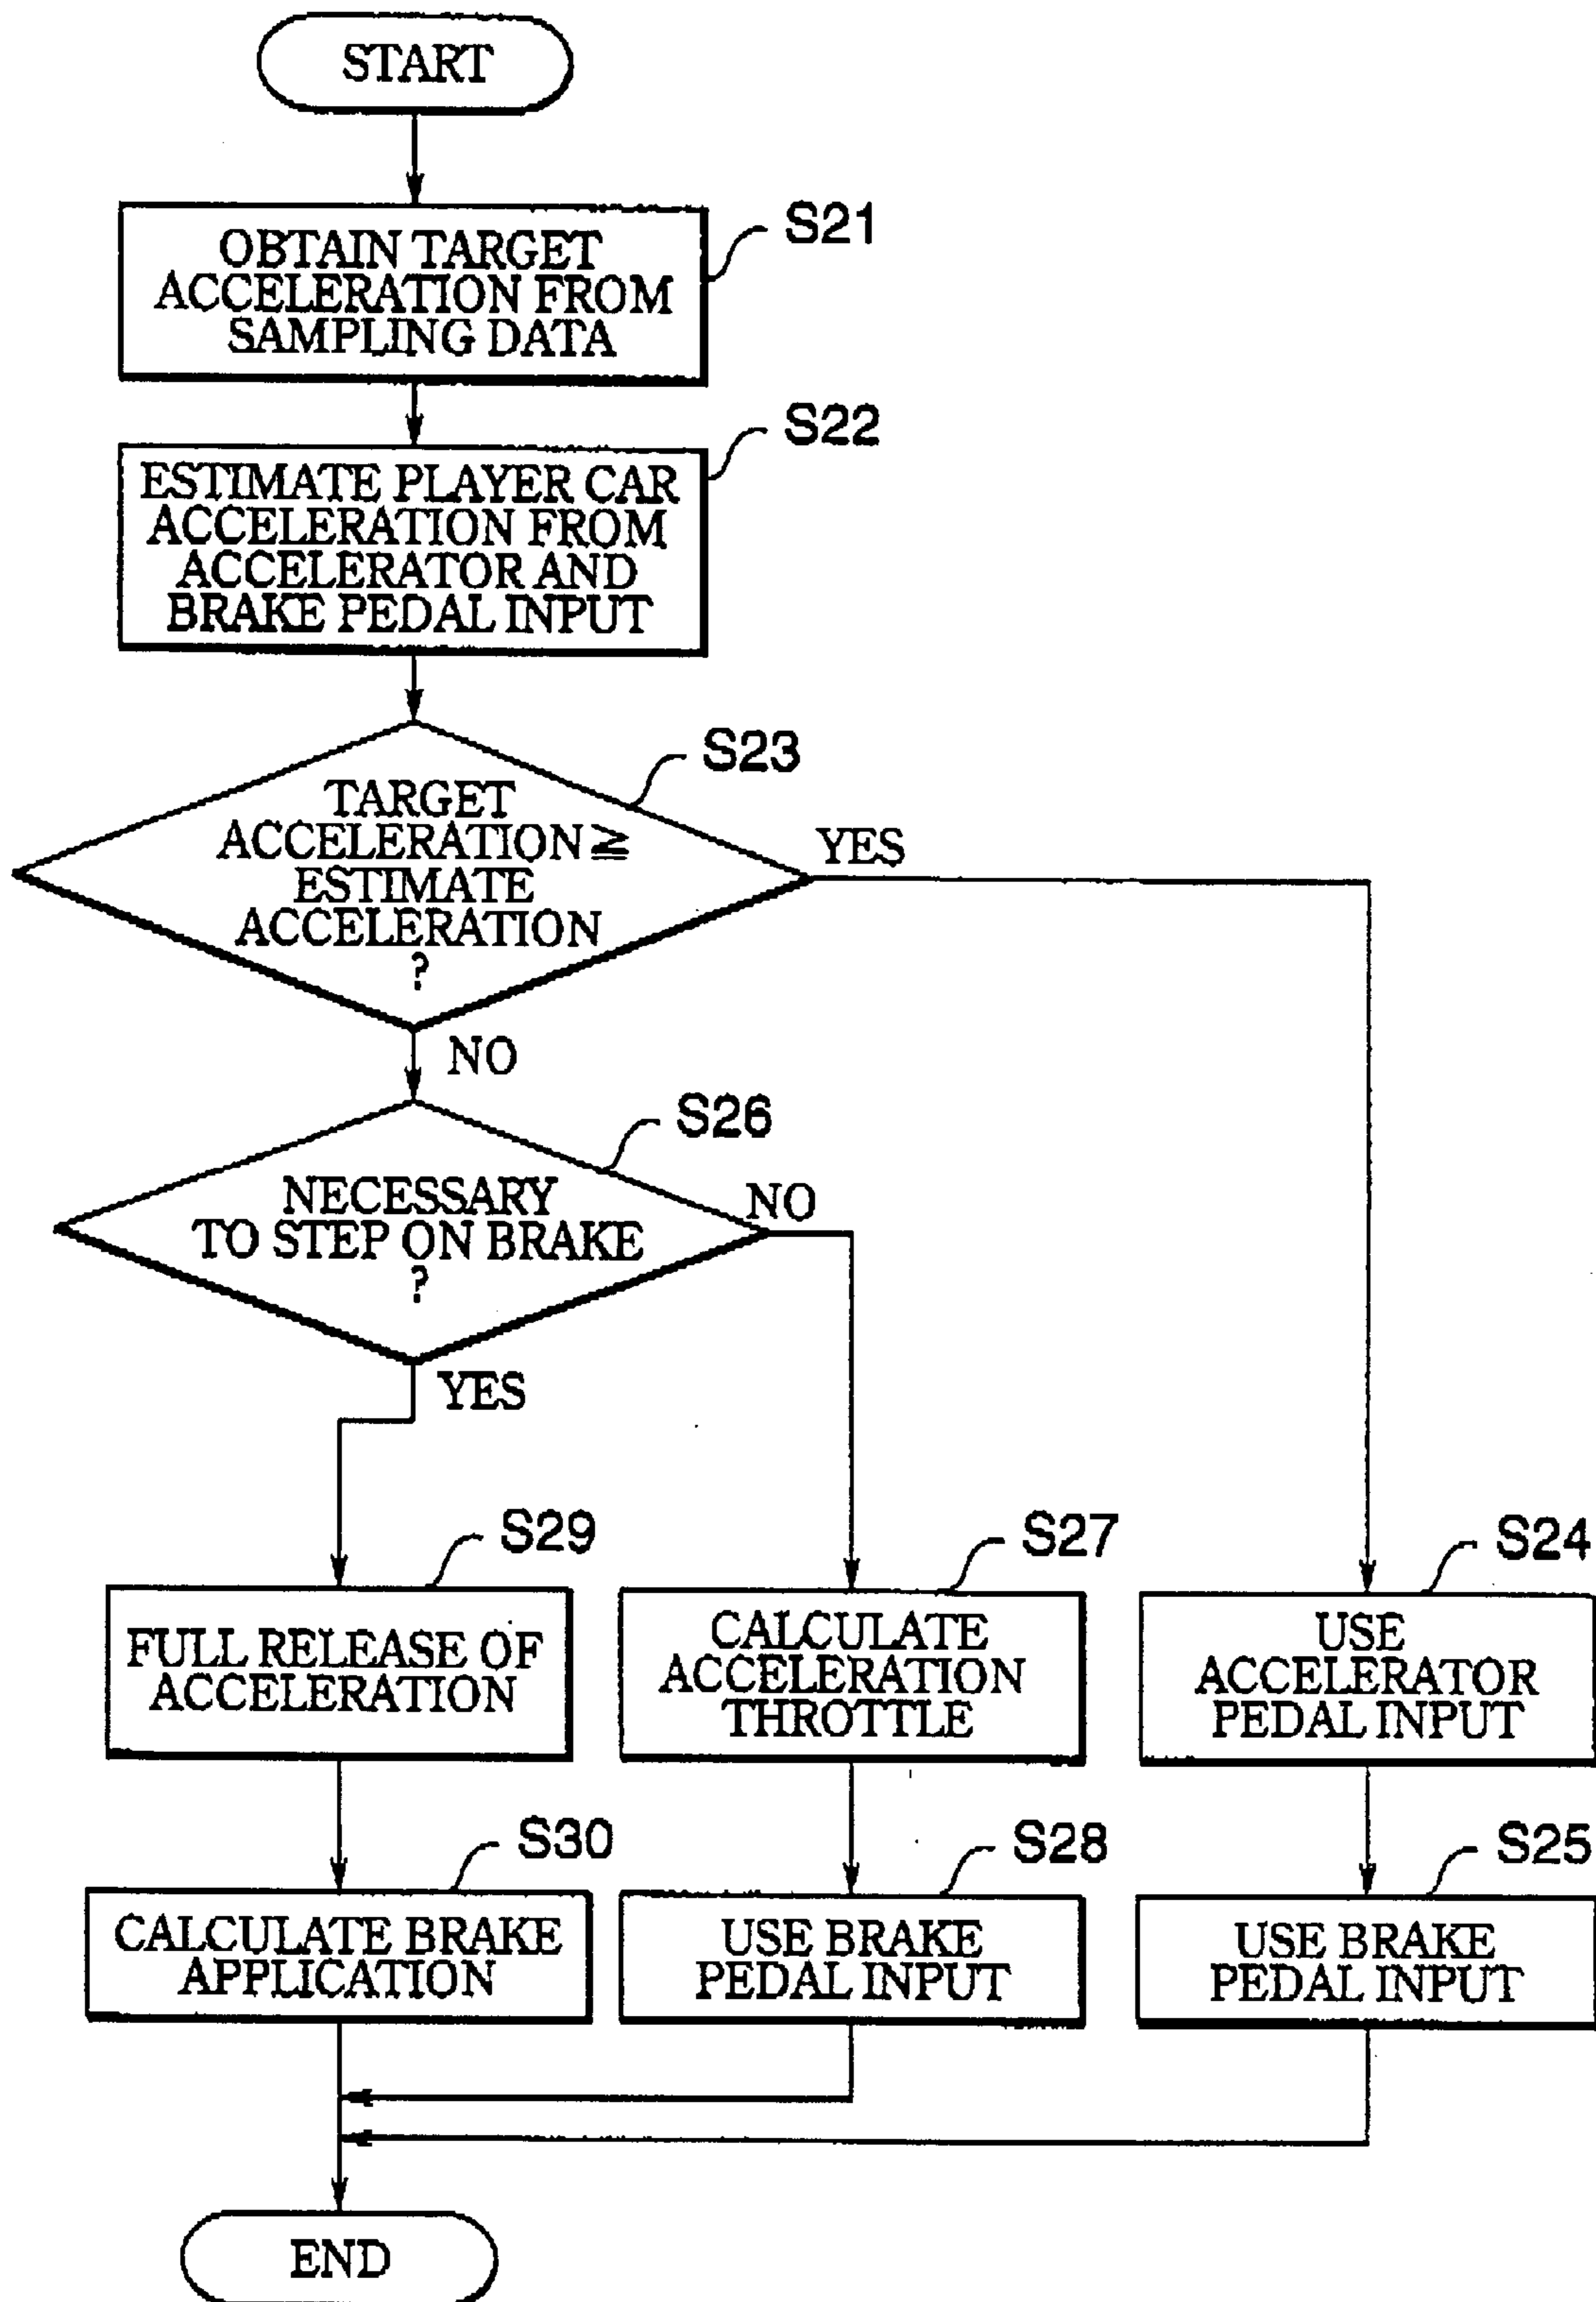 START
S21
OBTAIN TARGET
ACCELERATION FROM
SAMPLING DATA
S22
ESTIMATE PLAYER CAR
ACCELERATION FROM
ACCELERATOR AND
BRAKE PEDAL INPUT
S23
TARGET
ACCELERATION ≧
ESTIMATE
ACCELERATION
?
YES
NO
S26
NECESSARY
TO STEP ON BRAKE
?
NO
YES
S29
FULL RELEASE OF
ACCELERATION
S27
CALCULATE
ACCELERATION
THROTTLE
S24
USE
ACCELERATOR
PEDAL INPUT
S30
CALCULATE BRAKE
APPLICATION
S28
USE BRAKE
PEDAL INPUT
S25
USE BRAKE
PEDAL INPUT
END